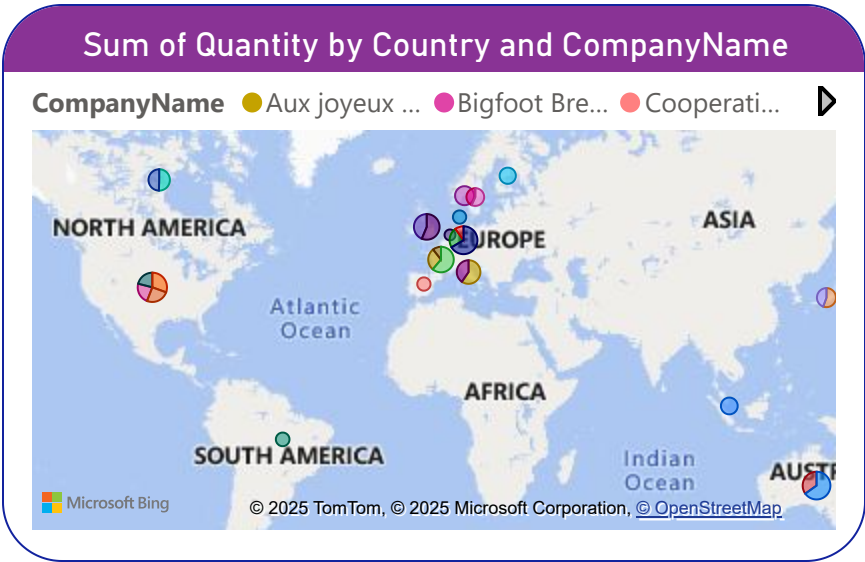 Sum of Quantity by Country and CompanyName
CompanyName Aux joyeux ... Bigfoot Bre... Cooperati...
NORTH AMERICA
EUROPE
ASIA
Atlantic
Ocean
AFRICA
SOUTH AMERICA
Indian
Ocean
AUSTR
Microsoft Bing
© 2025 TomTom, © 2025 Microsoft Corporation, © OpenStreetMap